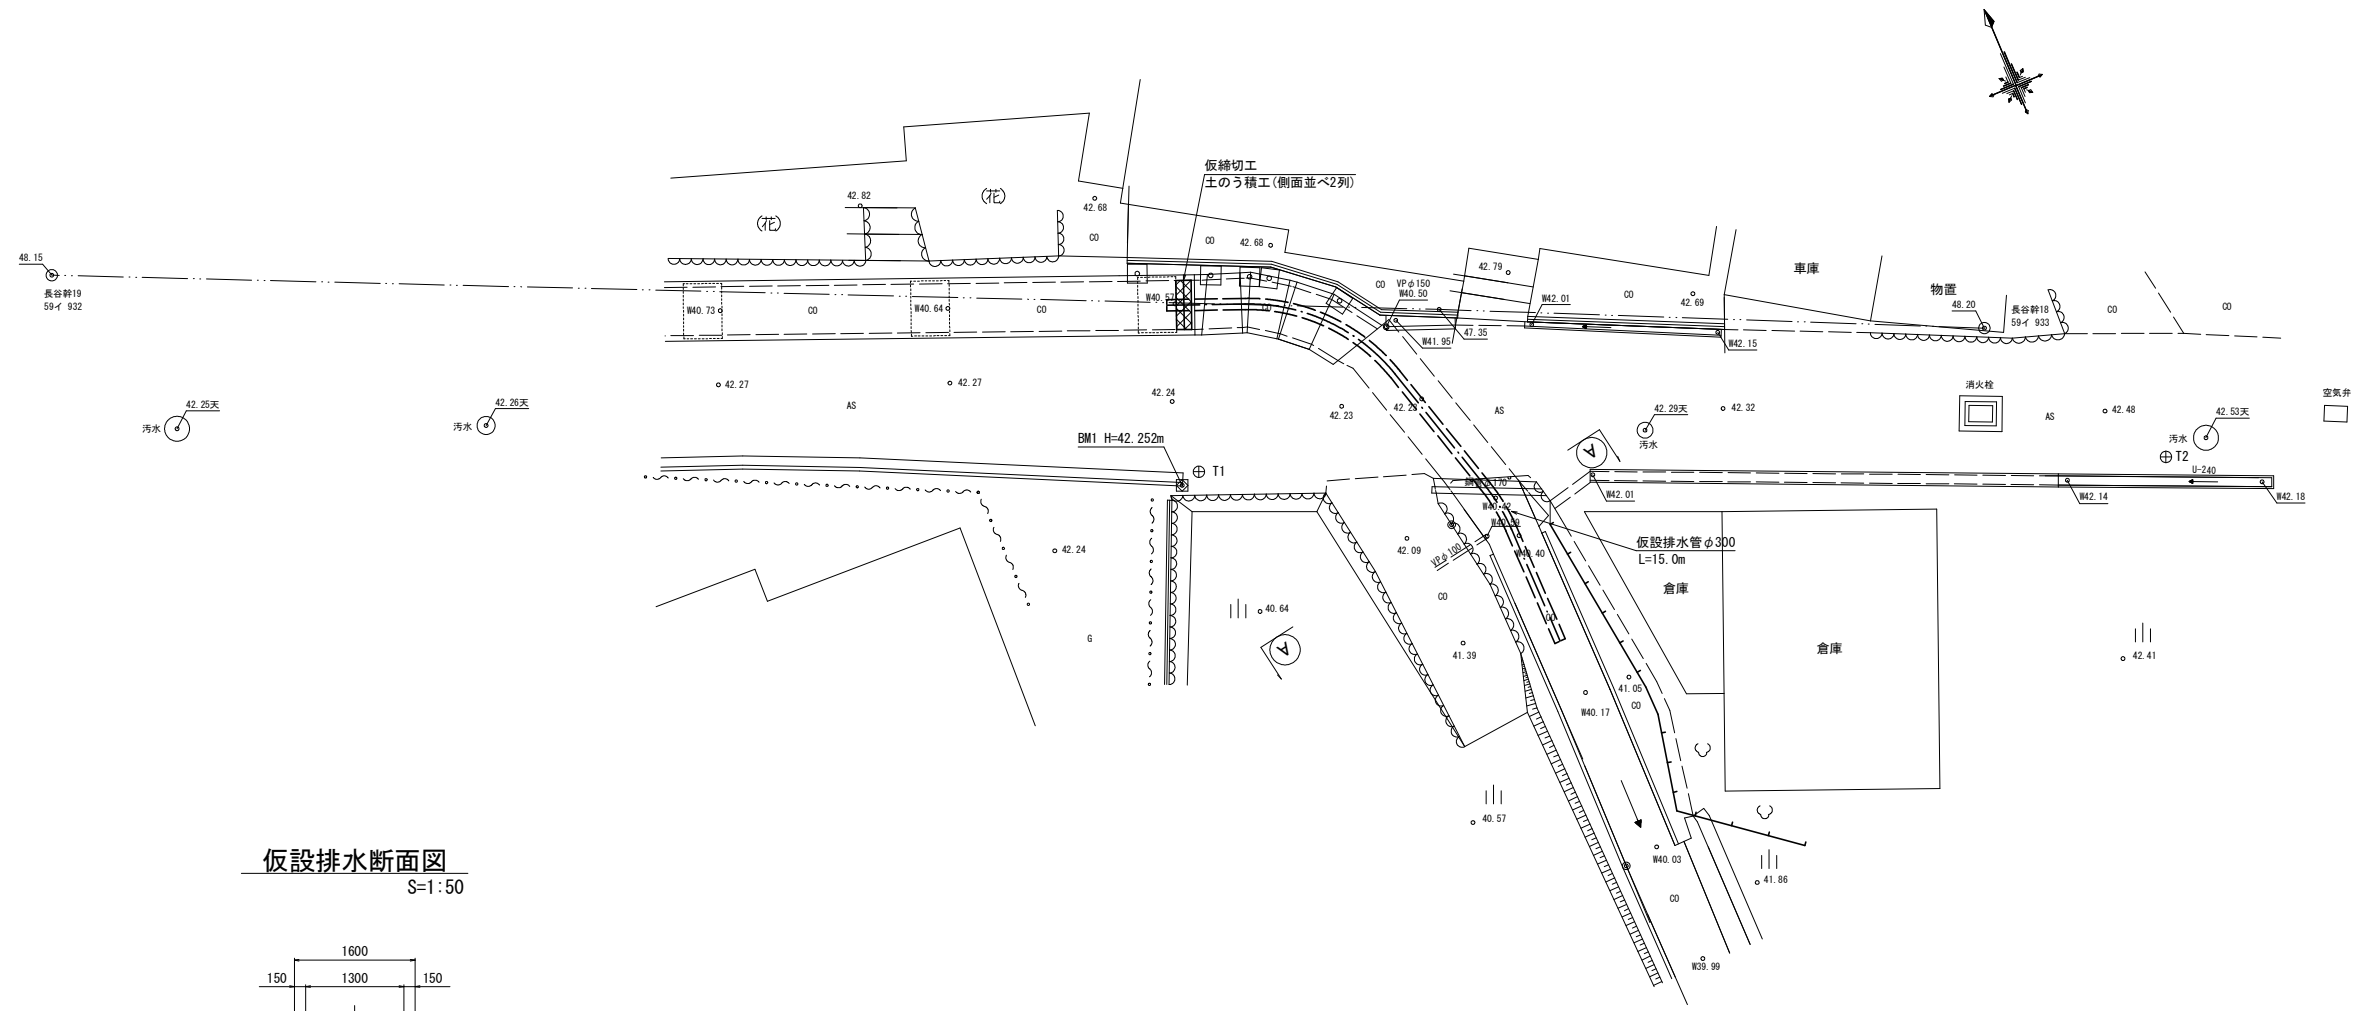 仮締切工
土のう積工(側面並べ2列)
42.82
(花)
(花)
42.68
CO
CO
42.68
48.15
長谷幹19
59イ 932
W40.73
CO
W40.64
CO
W40.57
CO
VPφ150
W40.50
42.79
W42.01
CO
42.69
車庫
物置
48.20
長谷幹18
59イ 933
CO
CO
W41.95
47.35
W42.15
42.27
42.27
42.24
42.23
42.23
AS
AS
42.32
消火栓
AS
42.48
空気弁
42.25天
汚水
42.26天
汚水
42.29天
汚水
42.53天
汚水
BM1 H=42.252m
T1
A
T2
U-240
W42.01
W42.14
W42.18
W40.42
W40.59
W40.40
VPφ100
仮設排水管φ300
L=15.0m
倉庫
倉庫
42.24
G
40.64
A
42.09
CO
41.39
CO
41.05
CO
W40.17
42.41
40.57
W40.03
CO
41.86
W39.99
仮設排水断面図
S=1:50
1600
150
1300
150